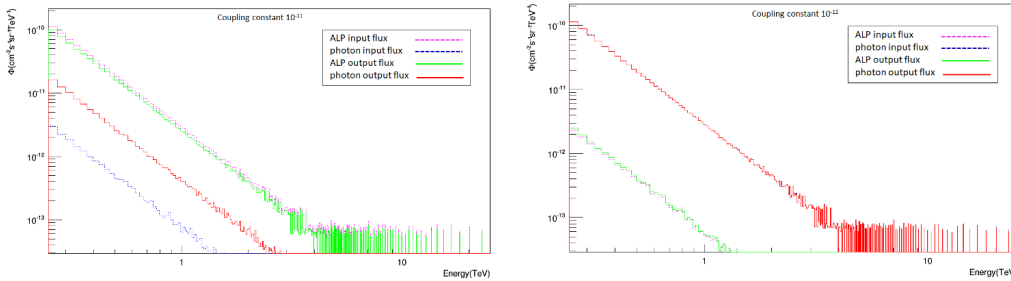 Coupling constant 10⁻¹¹
Φ(cm⁻²s⁻¹sr⁻¹TeV⁻¹)
ALP input flux
photon input flux
ALP output flux
photon output flux
10⁻¹⁰
10⁻¹¹
10⁻¹²
10⁻¹³
1
10
Energy(TeV)
Coupling constant 10⁻¹²
Φ(cm⁻²s⁻¹sr⁻¹TeV⁻¹)
ALP input flux
photon input flux
ALP output flux
photon output flux
10⁻¹⁰
10⁻¹¹
10⁻¹²
10⁻¹³
1
10
Energy(TeV)